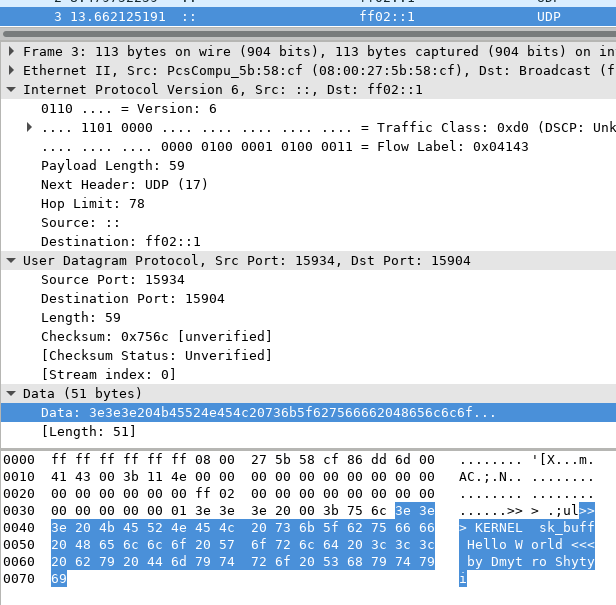 3 13.662125191 :: ff02::1 UDP
Frame 3: 113 bytes on wire (904 bits), 113 bytes captured (904 bits) on in
Ethernet II, Src: PcsCompu_5b:58:cf (08:00:27:5b:58:cf), Dst: Broadcast (f
Internet Protocol Version 6, Src: ::, Dst: ff02::1
0110 .... = Version: 6
.... 1101 0000 .... .... .... .... .... = Traffic Class: 0xd0 (DSCP: Unk
.... .... .... 0000 0100 0001 0100 0011 = Flow Label: 0x04143
Payload Length: 59
Next Header: UDP (17)
Hop Limit: 78
Source: ::
Destination: ff02::1
User Datagram Protocol, Src Port: 15934, Dst Port: 15904
Source Port: 15934
Destination Port: 15904
Length: 59
Checksum: 0x756c [unverified]
[Checksum Status: Unverified]
[Stream index: 0]
Data (51 bytes)
Data: 3e3e3e204b45524e454c20736b5f627566662048656c6c6f...
[Length: 51]
0000 ff ff ff ff ff ff 08 00 27 5b 58 cf 86 dd 6d 00 ........ '[X...m.
0010 41 43 00 3b 11 4e 00 00 00 00 00 00 00 00 00 00 AC.;.N.. ........
0020 00 00 00 00 00 00 ff 02 00 00 00 00 00 00 00 00 ........ ........
0030 00 00 00 00 00 01 3e 3e 3e 20 00 3b 75 6c 3e 3e ......>> > .;ul>>
0040 3e 20 4b 45 52 4e 45 4c 20 73 6b 5f 62 75 66 66 > KERNEL sk_buff
0050 20 48 65 6c 6c 6f 20 57 6f 72 6c 64 20 3c 3c 3c Hello W orld <<<
0060 20 62 79 20 44 6d 79 74 72 6f 20 53 68 79 74 79 by Dmyt ro Shyty
0070 69 i